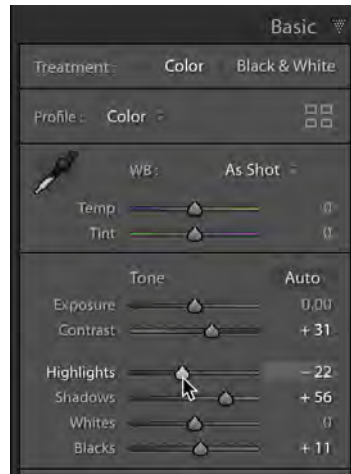 Basic
Treatment: Color Black & White
Profile: Color
WB: As Shot
Temp 0
Tint 0
Tone Auto
Exposure 0.00
Contrast + 31
Highlights – 22
Shadows + 56
Whites 0
Blacks + 11